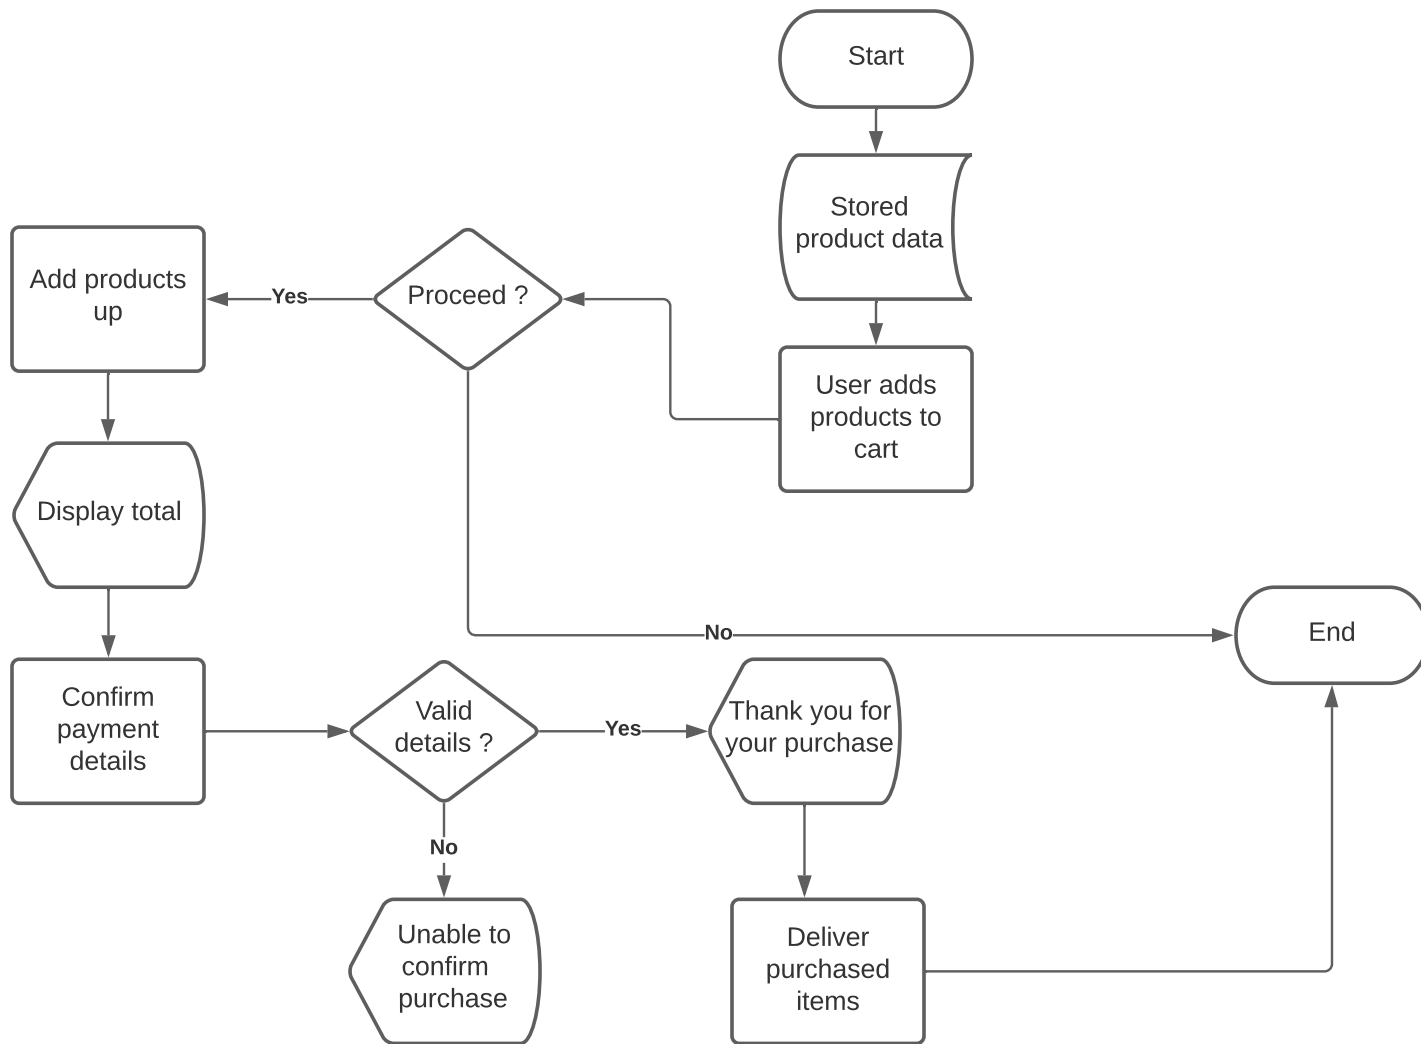 Start
Stored
product data
User adds
products to
cart
Proceed ?
Yes
Add products
up
Display total
No
End
Confirm
payment
details
Valid
details ?
Yes
Thank you for
your purchase
No
Unable to
confirm
purchase
Deliver
purchased
items